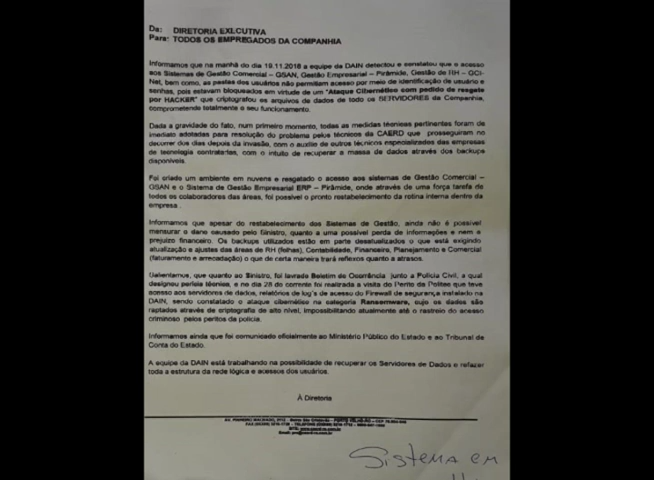 Da: DIRETORIA EXECUTIVA
Para: TODOS OS EMPREGADOS DA COMPANHIA
Informamos que na manhã do dia 19.11.2018 a equipe da DAIN detectou e constatou que o acesso
aos Sistemas de Gestão Comercial – GSAN, Gestão Empresarial – Pirâmide, Gestão de RH – GCI-
Net, bem como, as pastas dos usuários não permitiam acesso por meio da identificação de usuário e
senhas, pois estavam bloqueados em virtude de um "Ataque Cibernético com pedido de resgate
por HACKER" que criptografou os arquivos de dados de todo os SERVIDORES da Companhia,
comprometendo totalmente o seu funcionamento.
Dada a gravidade do fato, num primeiro momento, todas as medidas técnicas pertinentes foram de
imediato adotadas para resolução do problema pelos técnicos da CAERD que prosseguiram no
decorrer dos dias depois da invasão, com o auxílio de outros técnicos especializados das empresas
de tecnologia contratadas, com o intuito de recuperar a massa de dados através dos backups
disponíveis.
Foi criado um ambiente em nuvens e resgatado o acesso aos sistemas de Gestão Comercial –
GSAN e o Sistema de Gestão Empresarial ERP – Pirâmide, onde através de uma força tarefa de
todos os colaboradores das áreas, foi possível o pronto restabelecimento da rotina interna dentro da
empresa.
Informamos que apesar do restabelecimento dos Sistemas de Gestão, ainda não é possível
mensurar o dano causado pelo Sinistro, quanto a uma possível perda de informações e nem o
prejuízo financeiro. Os backups utilizados estão em parte desatualizados o que está exigindo
atualização e ajustes das áreas de RH (folhas), Contabilidade, Financeiro, Planejamento e Comercial
(faturamento e arrecadação) o que de certa maneira trará reflexos quanto a atrasos.
Salientamos, que quanto ao Sinistro, foi lavrado Boletim de Ocorrência junto a Polícia Civil, a qual
designou perícia técnica, e no dia 28 do corrente foi realizada a visita do Perito da Politec que teve
acesso aos servidores de dados, relatórios de log's de acesso do Firewall de segurança instalado na
DAIN, sendo constatado o ataque cibernético na categoria Ransomware, cujo os dados são
raptados através de criptografia de alto nível, impossibilitando atualmente até o rastreio do acesso
criminoso pelos peritos da polícia.
Informamos ainda que foi comunicado oficialmente ao Ministério Público do Estado e ao Tribunal de
Conta do Estado.
A equipe da DAIN está trabalhando na possibilidade de recuperar os Servidores de Dados e refazer
toda a estrutura da rede lógica e acessos dos usuários.
À Diretoria
Sistema em